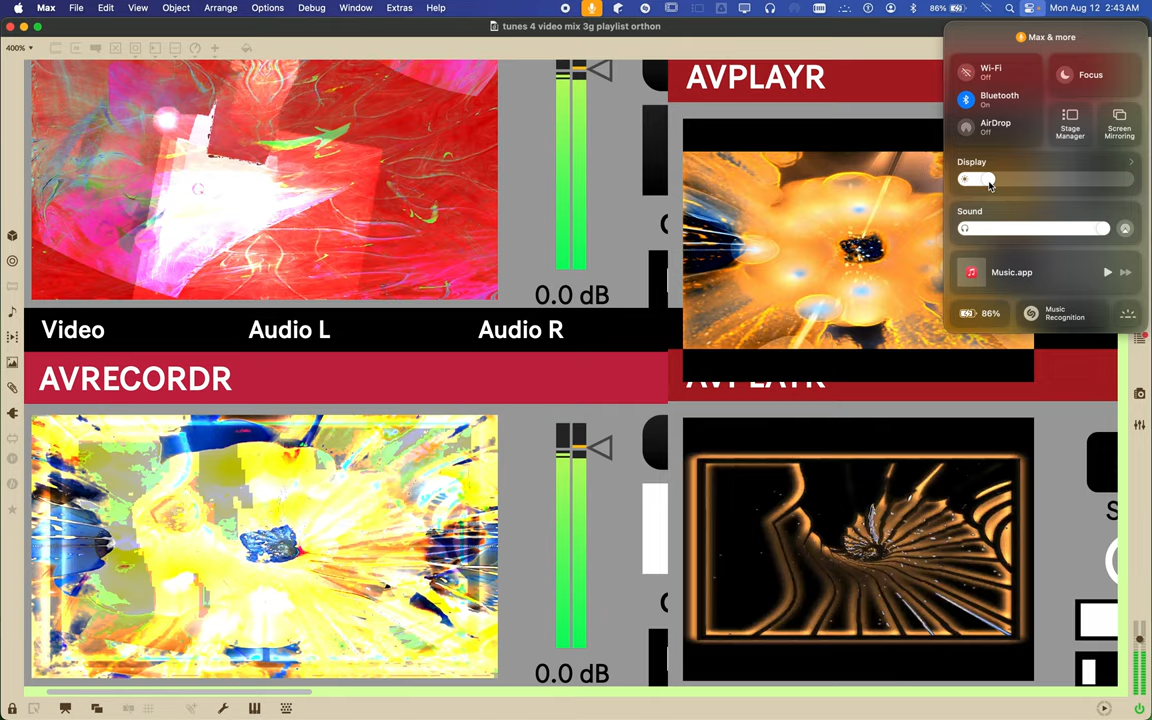 Max File Edit View Object Arrange Options Debug Window Extras Help 86% Mon Aug 12 2:43 AM
tunes 4 video mix 3g playlist orthon
400%
Max & more
Wi-Fi
Off
Focus
Bluetooth
On
AirDrop
Off
Stage
Manager
Screen
Mirroring
Display
Sound
Music.app
86%
Music
Recognition
AVPLAYR
0.0 dB
Video Audio L Audio R
AVRECORDR
AVPLAYR
0.0 dB